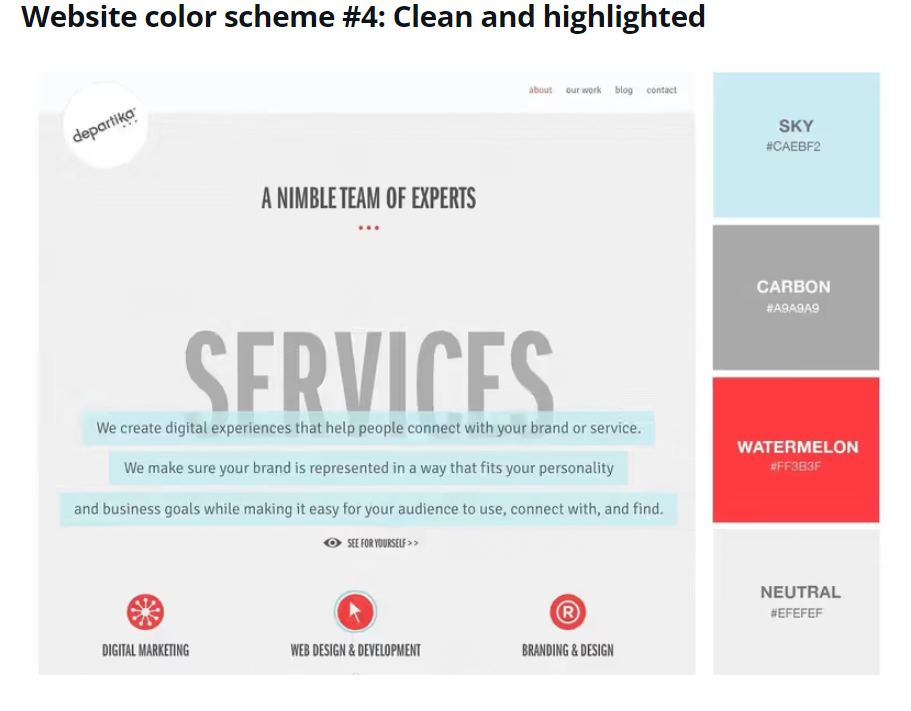 Website color scheme #4: Clean and highlighted
departika
about our work blog contact
A NIMBLE TEAM OF EXPERTS
SERVICES
We create digital experiences that help people connect with your brand or service.
We make sure your brand is represented in a way that fits your personality
and business goals while making it easy for your audience to use, connect with, and find.
SEE FOR YOURSELF >>
DIGITAL MARKETING
WEB DESIGN & DEVELOPMENT
®
BRANDING & DESIGN
SKY
#CAEBF2
CARBON
#A9A9A9
WATERMELON
#FF3B3F
NEUTRAL
#EFEFEF